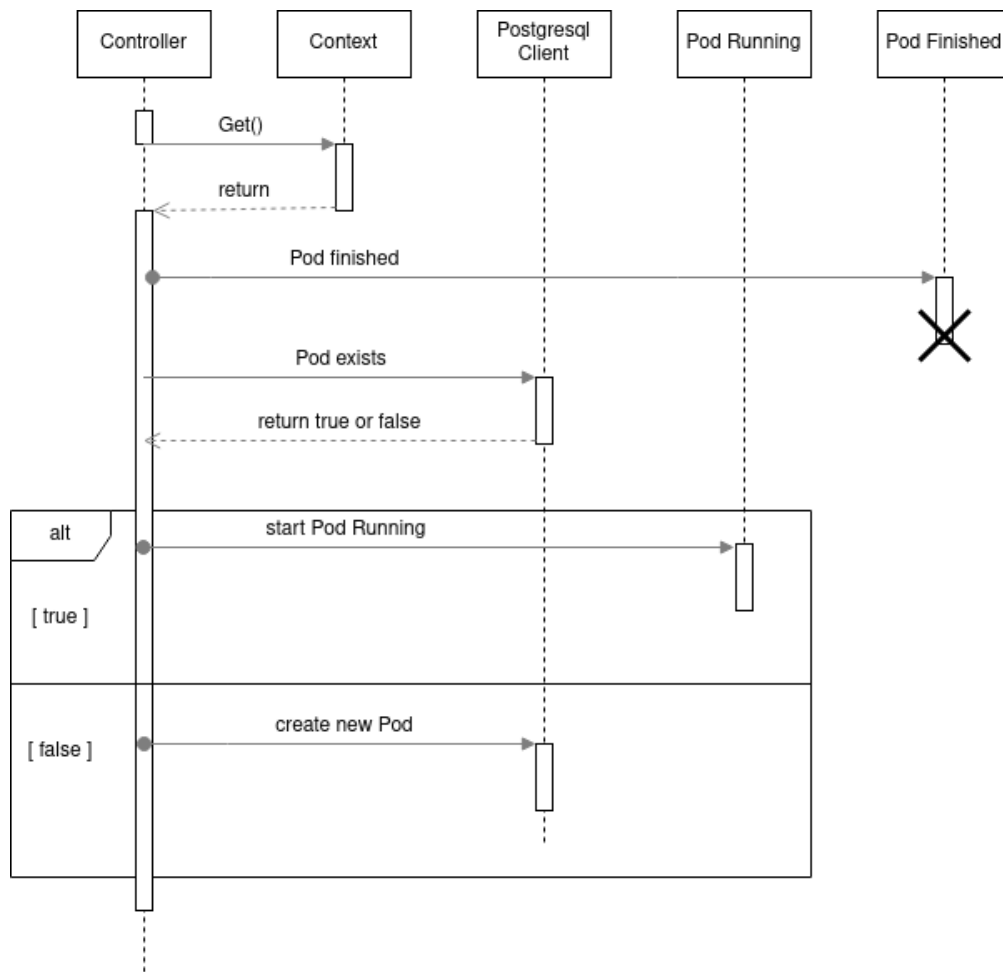 Controller
Context
Postgresql
Client
Pod Running
Pod Finished
Get()
return
Pod finished
Pod exists
return true or false
alt
start Pod Running
[ true ]
create new Pod
[ false ]